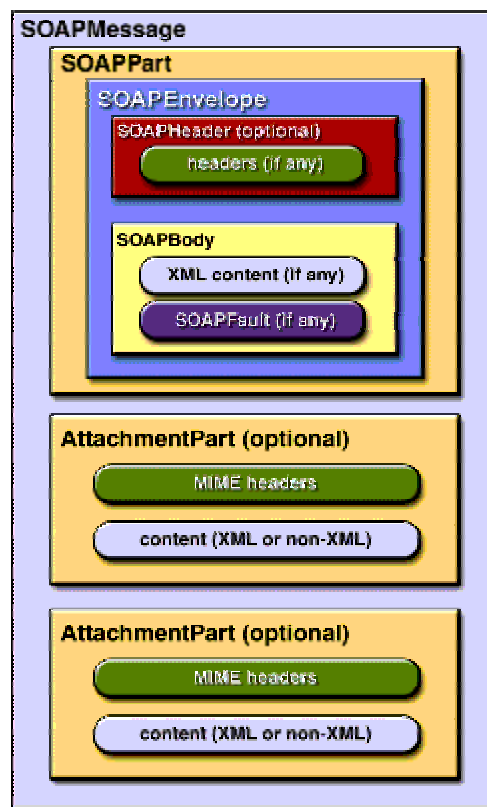 SOAPMessage
SOAPPart
SOAPEnvelope
SOAPHeader (optional)
headers (if any)
SOAPBody
XML content (if any)
SOAPFault (if any)
AttachmentPart (optional)
MIME headers
content (XML or non-XML)
AttachmentPart (optional)
MIME headers
content (XML or non-XML)